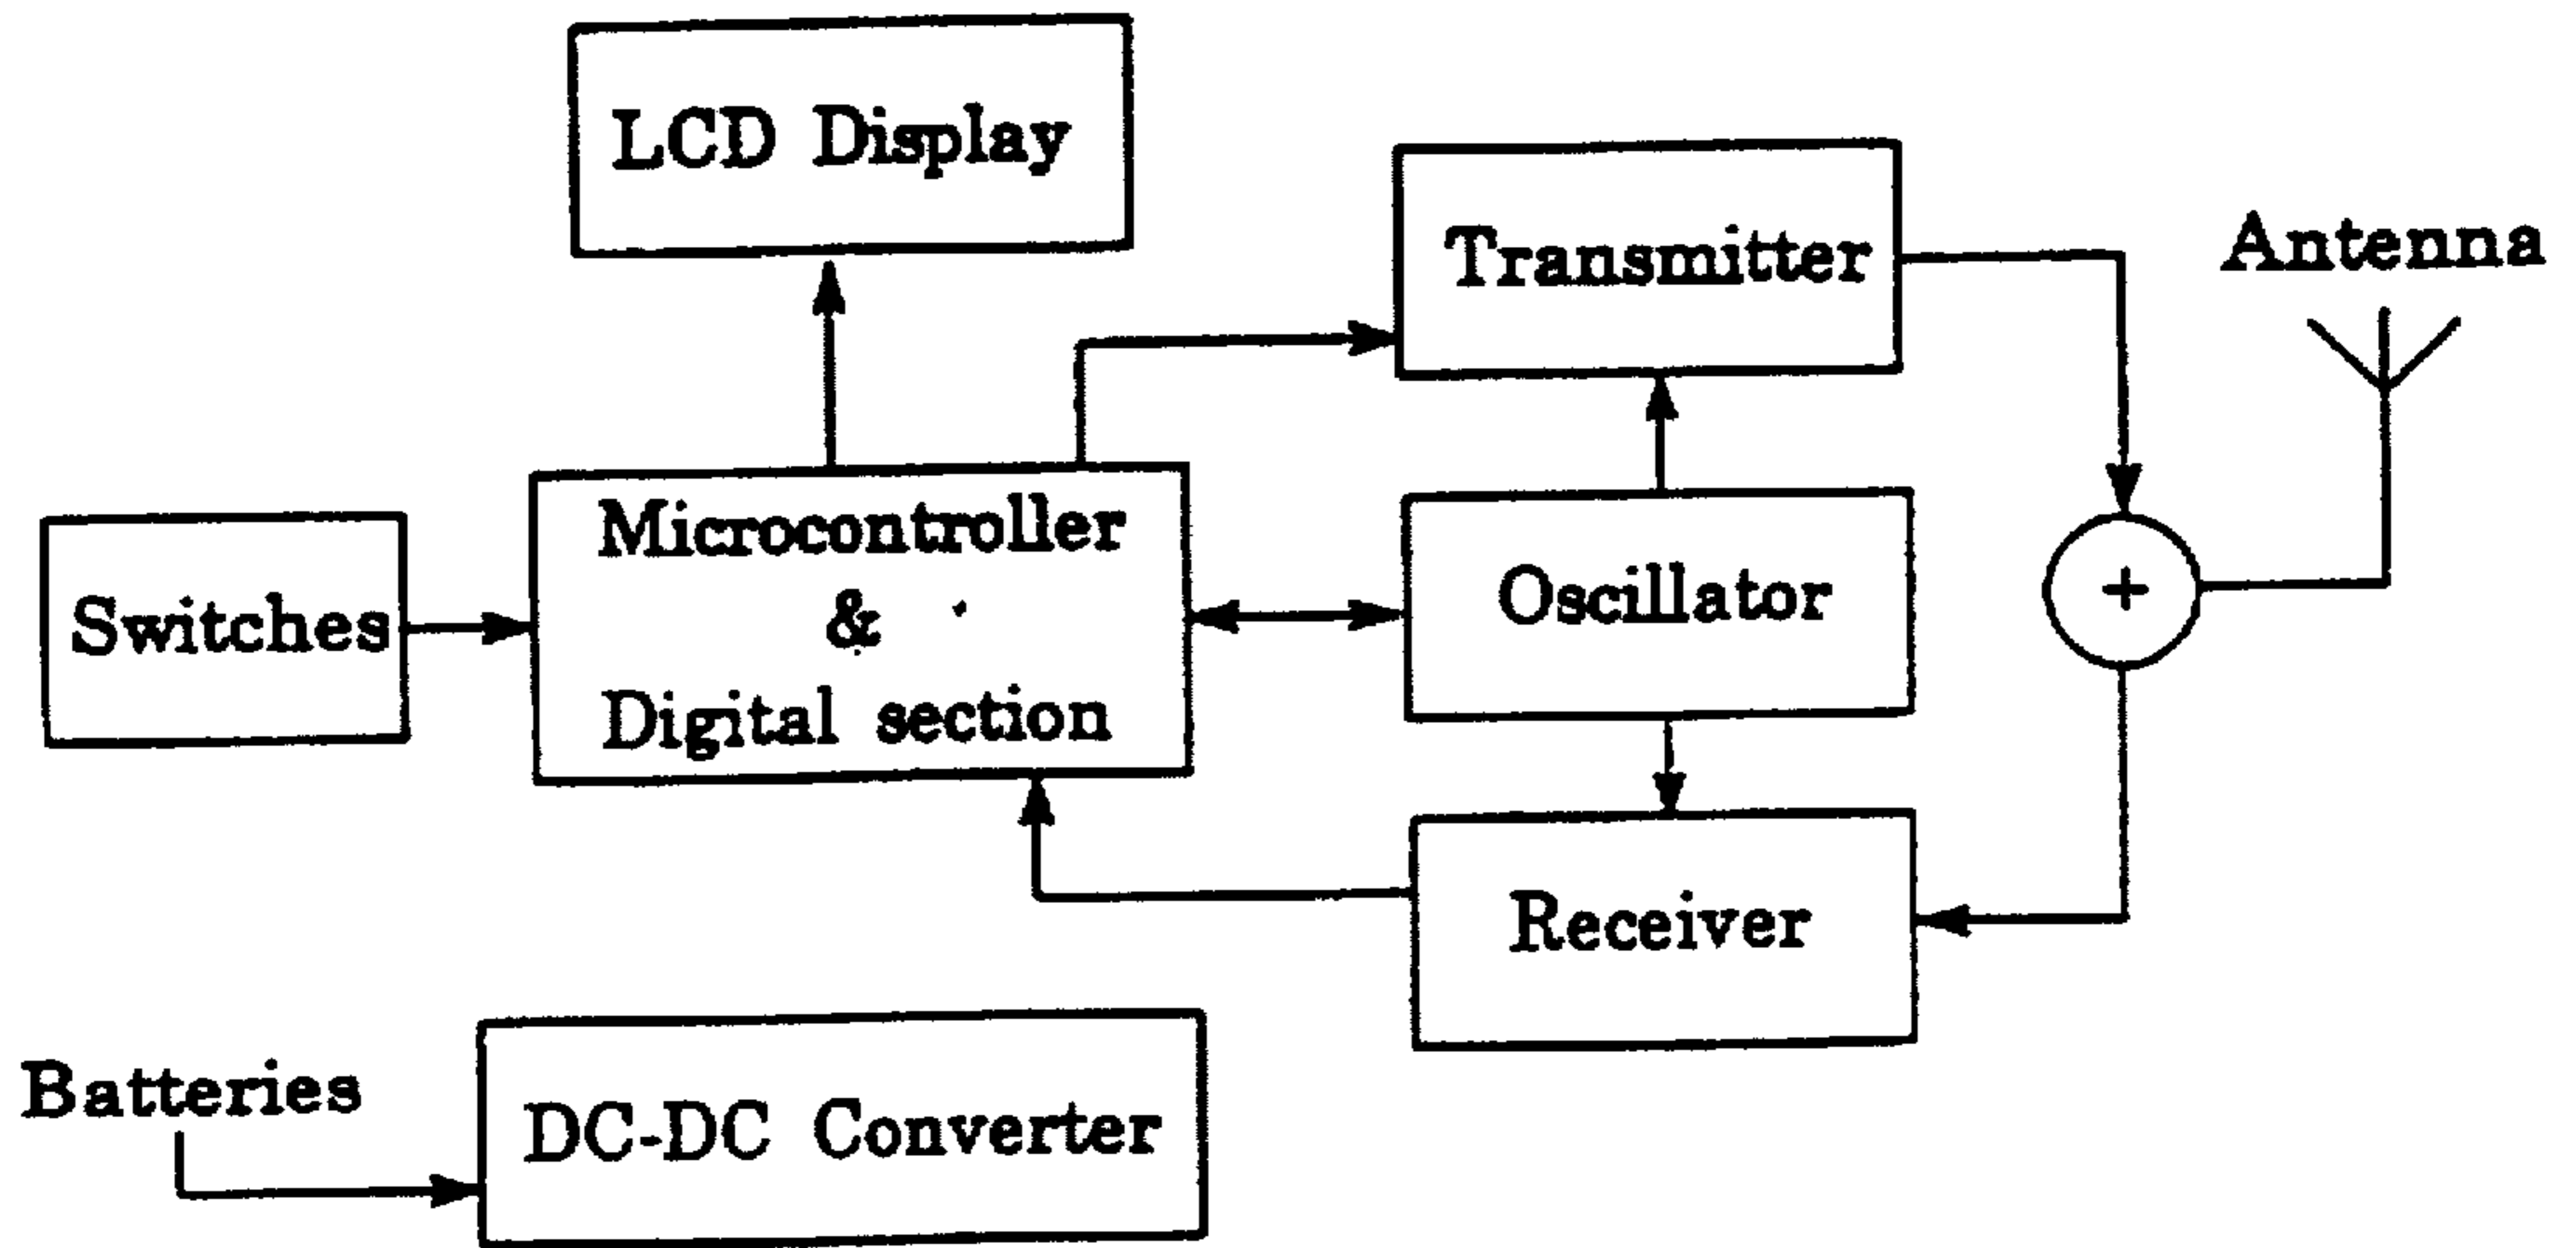 LCD Display
Transmitter
Antenna
Switches
Microcontroller
&
Digital section
Oscillator
+
Receiver
Batteries
DC-DC Converter